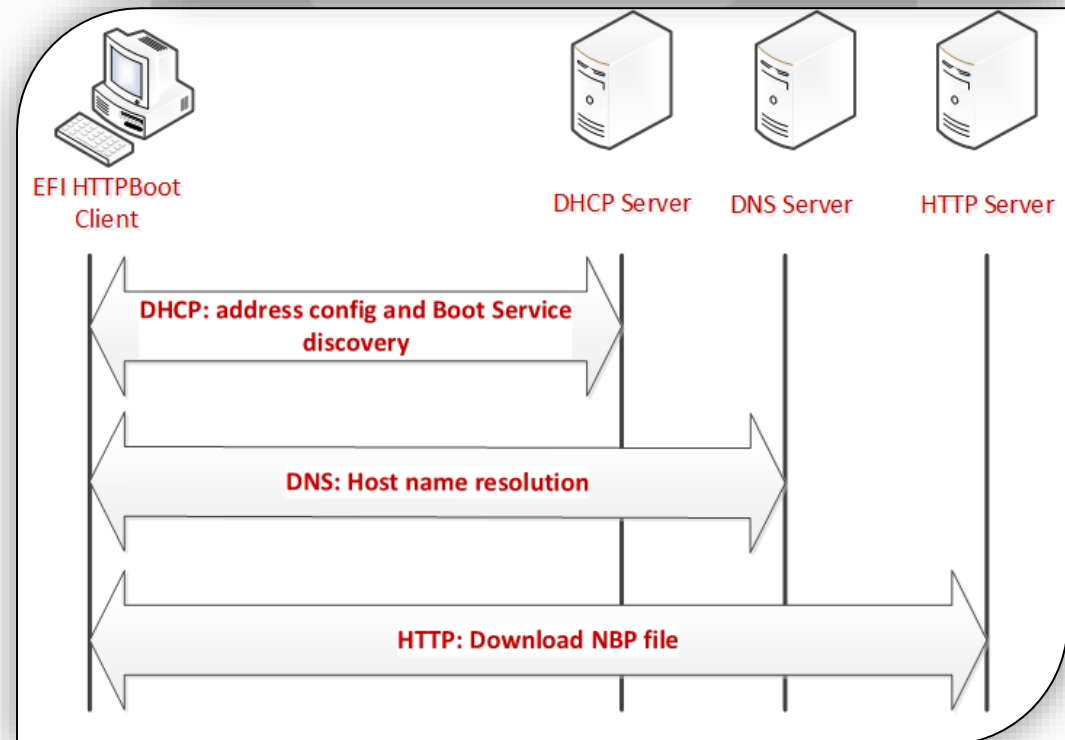 EFI HTTPBoot
Client
DHCP Server
DNS Server
HTTP Server
DHCP: address config and Boot Service
discovery
DNS: Host name resolution
HTTP: Download NBP file